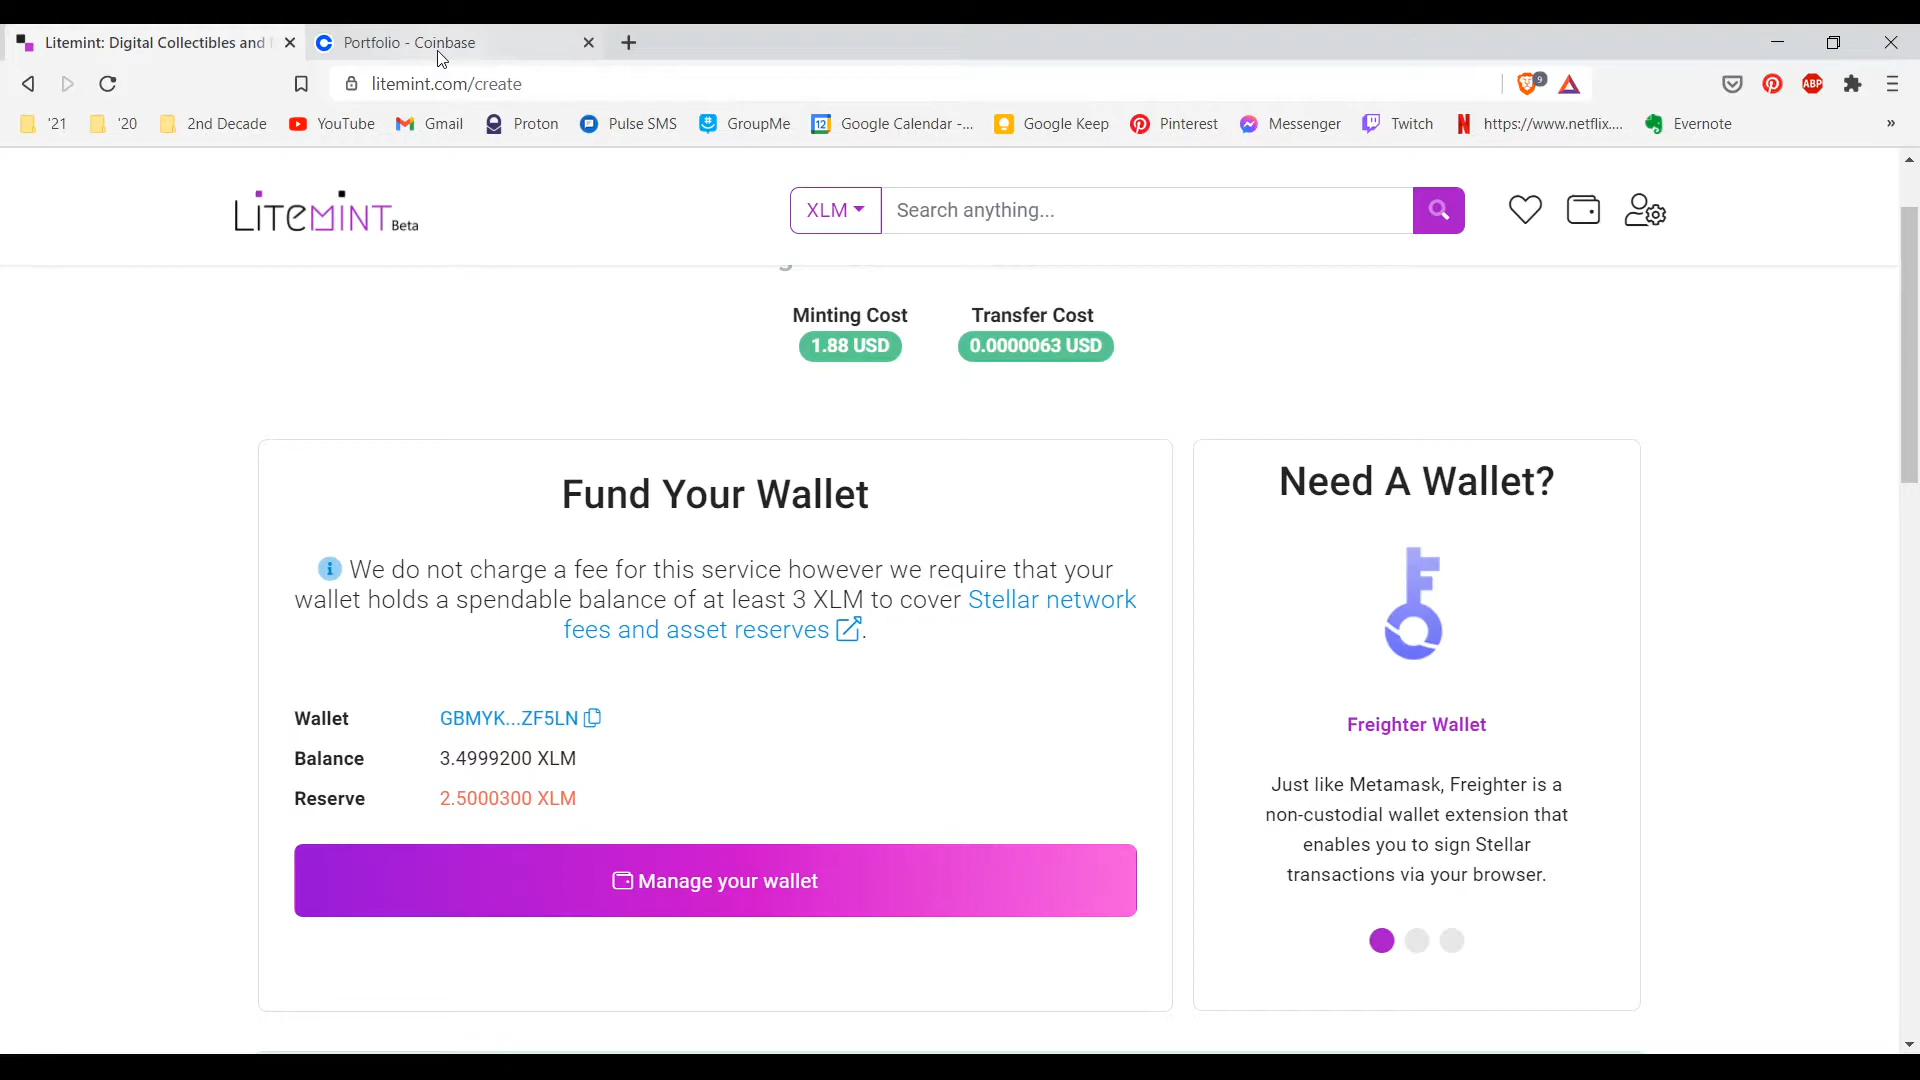 Litemint: Digital Collectibles and
Portfolio - Coinbase
litemint.com/create
9
ABP
'21
'20
2nd Decade
YouTube
Gmail
Proton
Pulse SMS
GroupMe
12
Google Calendar -...
Google Keep
Pinterest
Messenger
Twitch
https://www.netflix....
Evernote
»
LiteMINT Beta
XLM
Search anything...
Minting Cost
Transfer Cost
1.88 USD
0.0000063 USD
Fund Your Wallet
We do not charge a fee for this service however we require that your
wallet holds a spendable balance of at least 3 XLM to cover Stellar network
fees and asset reserves.
Wallet GBMYK...ZF5LN
Balance 3.4999200 XLM
Reserve 2.5000300 XLM
Manage your wallet
Need A Wallet?
Freighter Wallet
Just like Metamask, Freighter is a
non-custodial wallet extension that
enables you to sign Stellar
transactions via your browser.